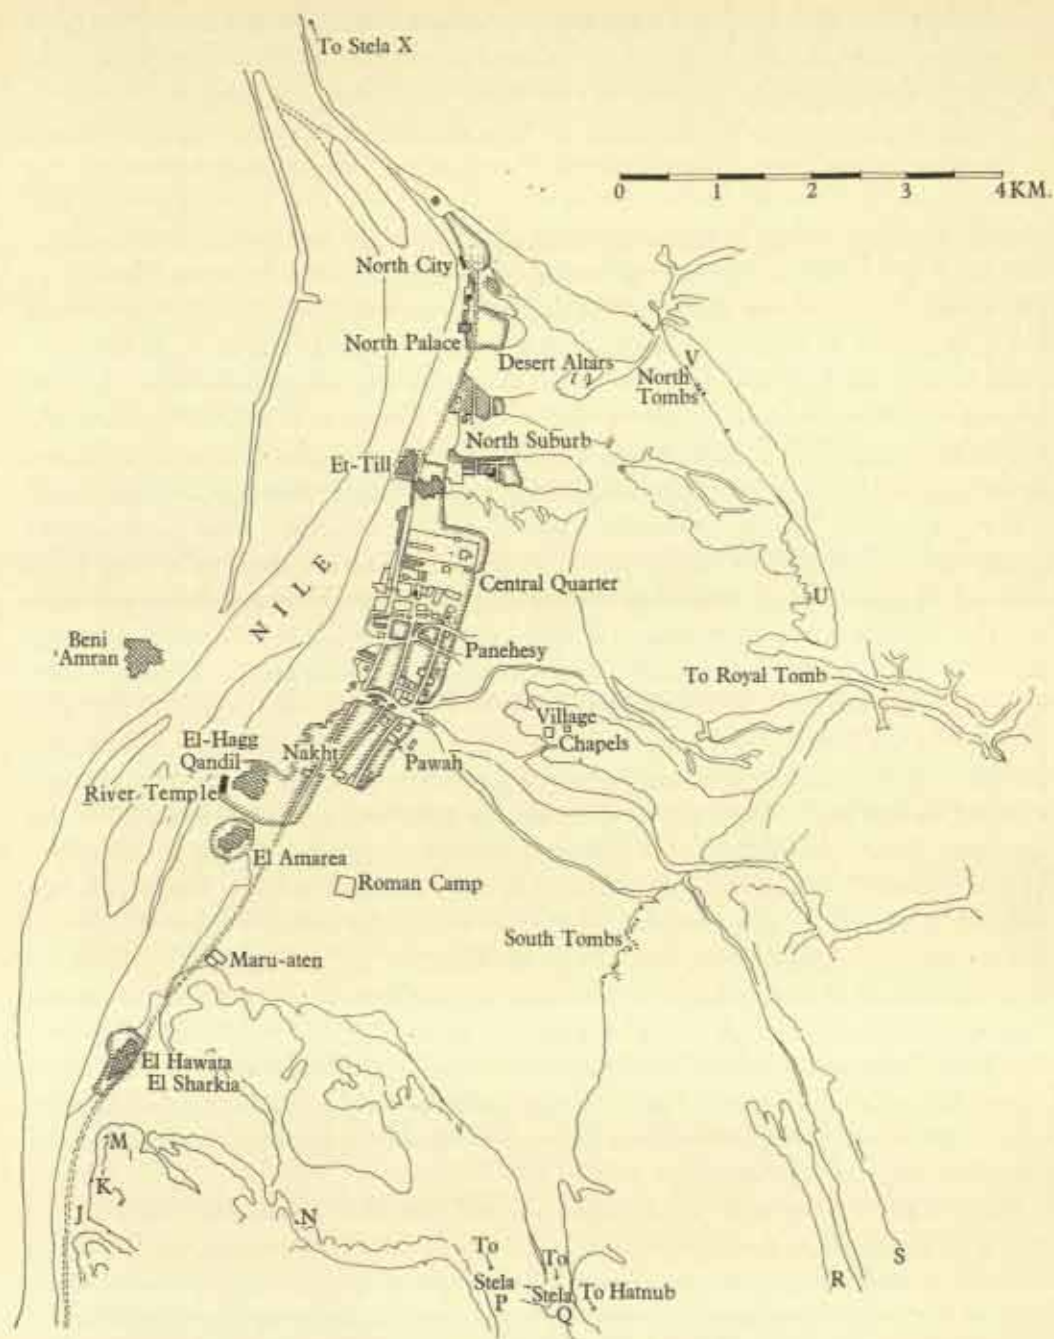 To Stela X
0 1 2 3 4 KM.
North City
North Palace
Desert Altars
V
North
Tombs
North Suburb
Et-Till
NILE
Central Quarter
U
Beni
'Amran
Panehesy
To Royal Tomb
Village
Chapels
El-Hagg
Qandil
Nakht
Pawah
River Temple
El Amarea
Roman Camp
South Tombs
Maru-aten
El Hawata
El Sharkia
M
K
J
N
To
Stela
P
To
Stela
Q
To Hatnub
R
S